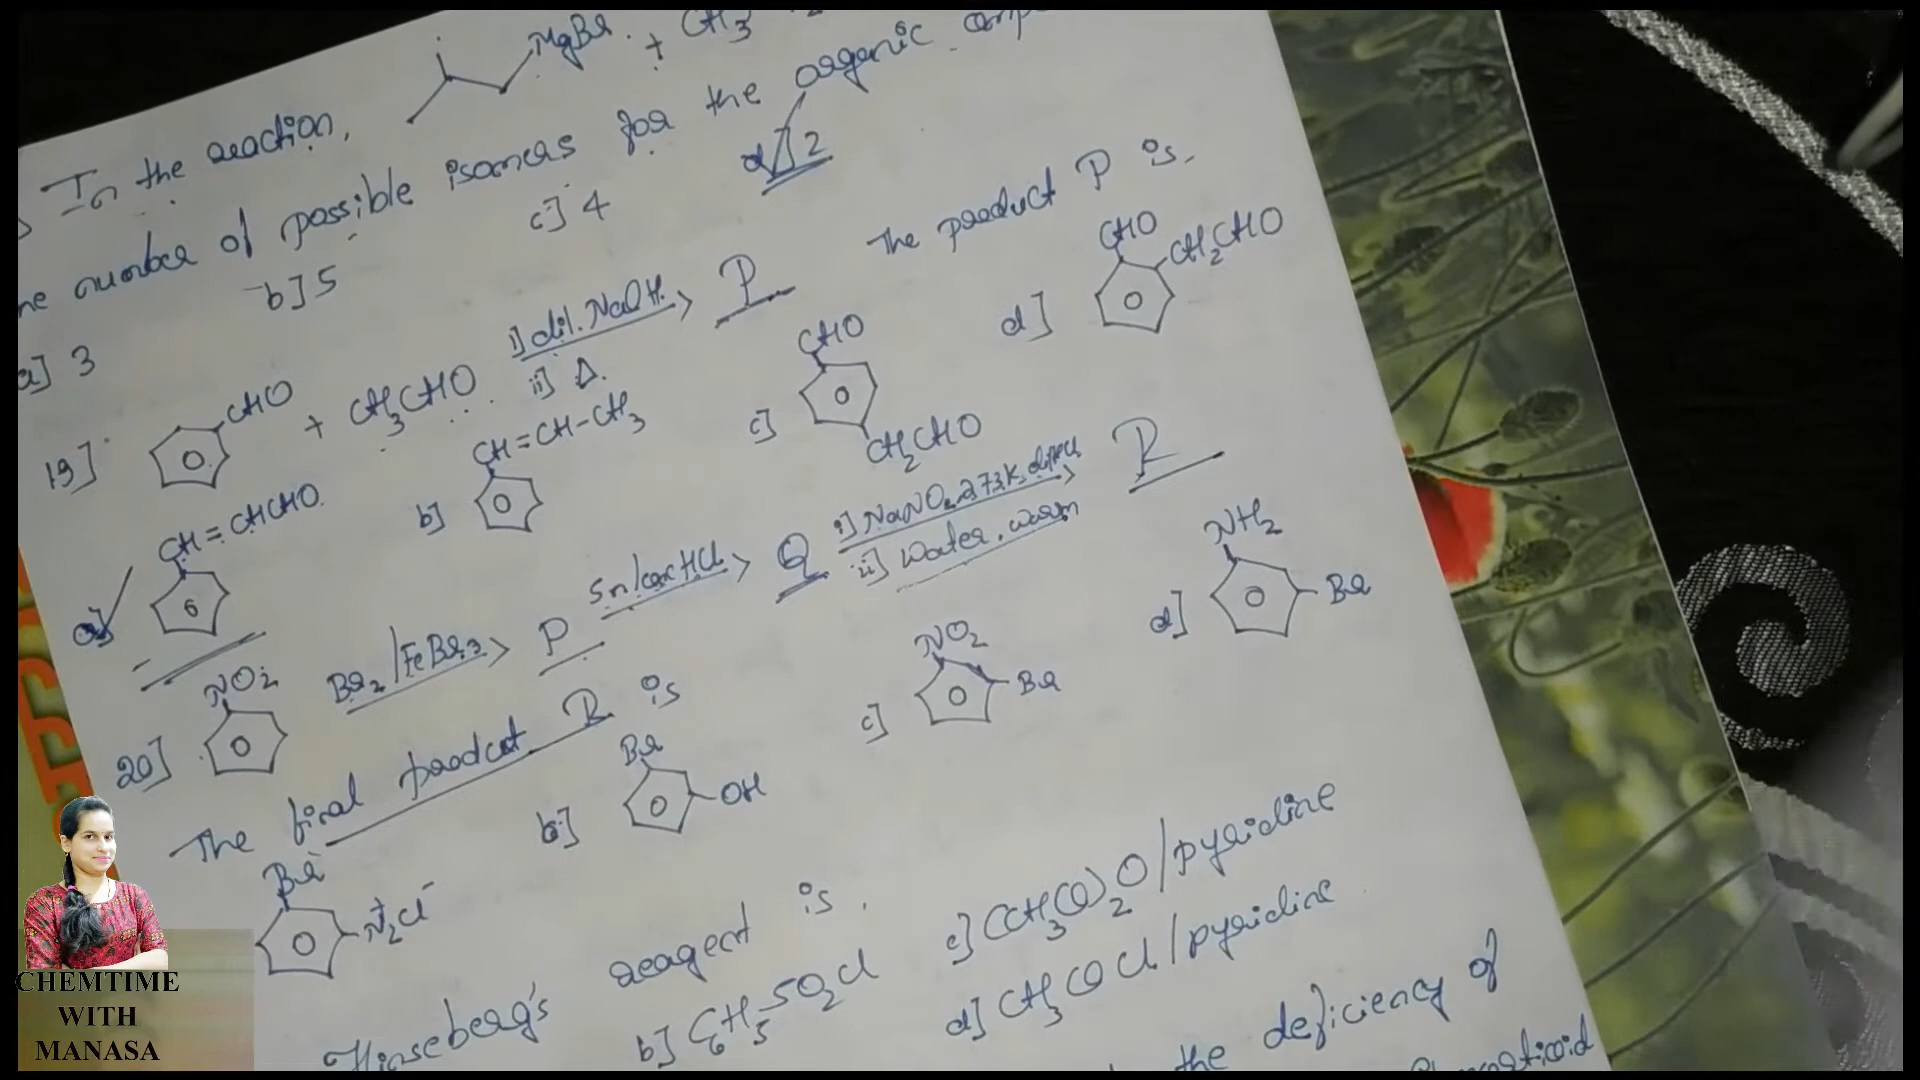 In the reaction, MgBr. + CH3
number of possible isomers for the organic
a] 3 b] 5 c] 4 d] 2
19] CHO + CH3CHO i] dil. NaOH. ii] Δ. P The product P is.
a] CH=CHCHO. b] CH=CH-CH3 c] CHO CH2CHO d] CHO CH2CHO
20] NO2 Br2/FeBr3 P Sn/conc HCl Q i] NaNO2, 273K, dil HCl ii] Water, warm R
The final product R is
Br N2+Cl- b] Br OH c] NO2 Br d] NH2 Br
Hinseberg's reagent is.
b] C6H5SO2Cl c] (CH3CO)2O/pyridine
d] CH3COCl/pyridine
the deficiency of
CHEMTIME
WITH
MANASA